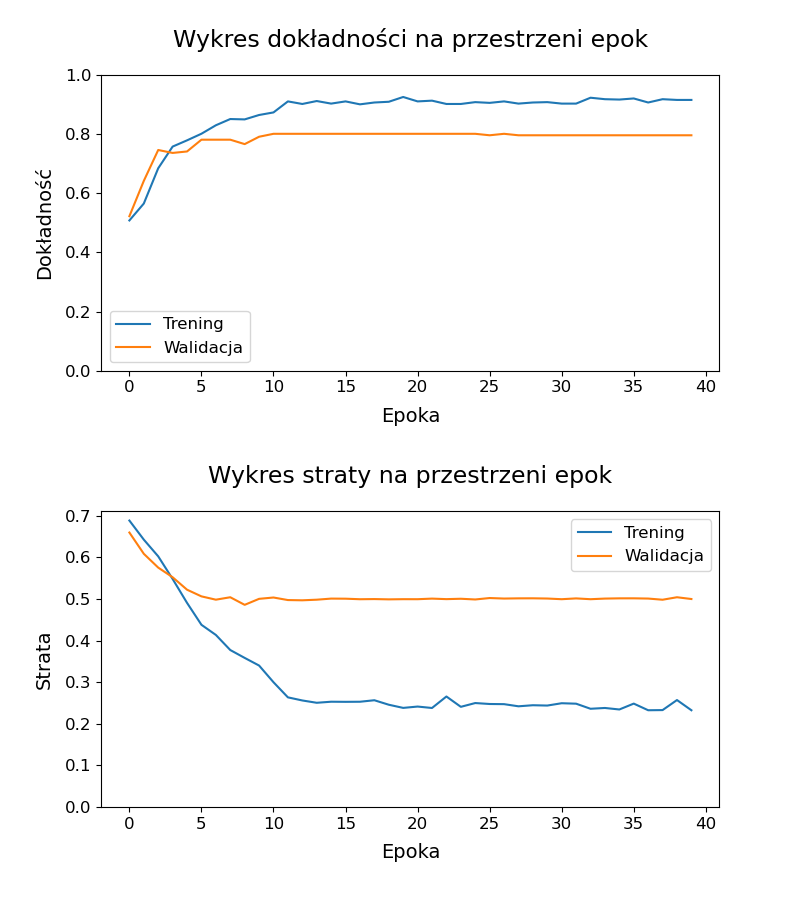 Wykres dokładności na przestrzeni epok
Dokładność
1.0
0.8
0.6
0.4
0.2
0.0
Trening
Walidacja
0 5 10 15 20 25 30 35 40
Epoka
Wykres straty na przestrzeni epok
Strata
0.7
0.6
0.5
0.4
0.3
0.2
0.1
0.0
Trening
Walidacja
0 5 10 15 20 25 30 35 40
Epoka